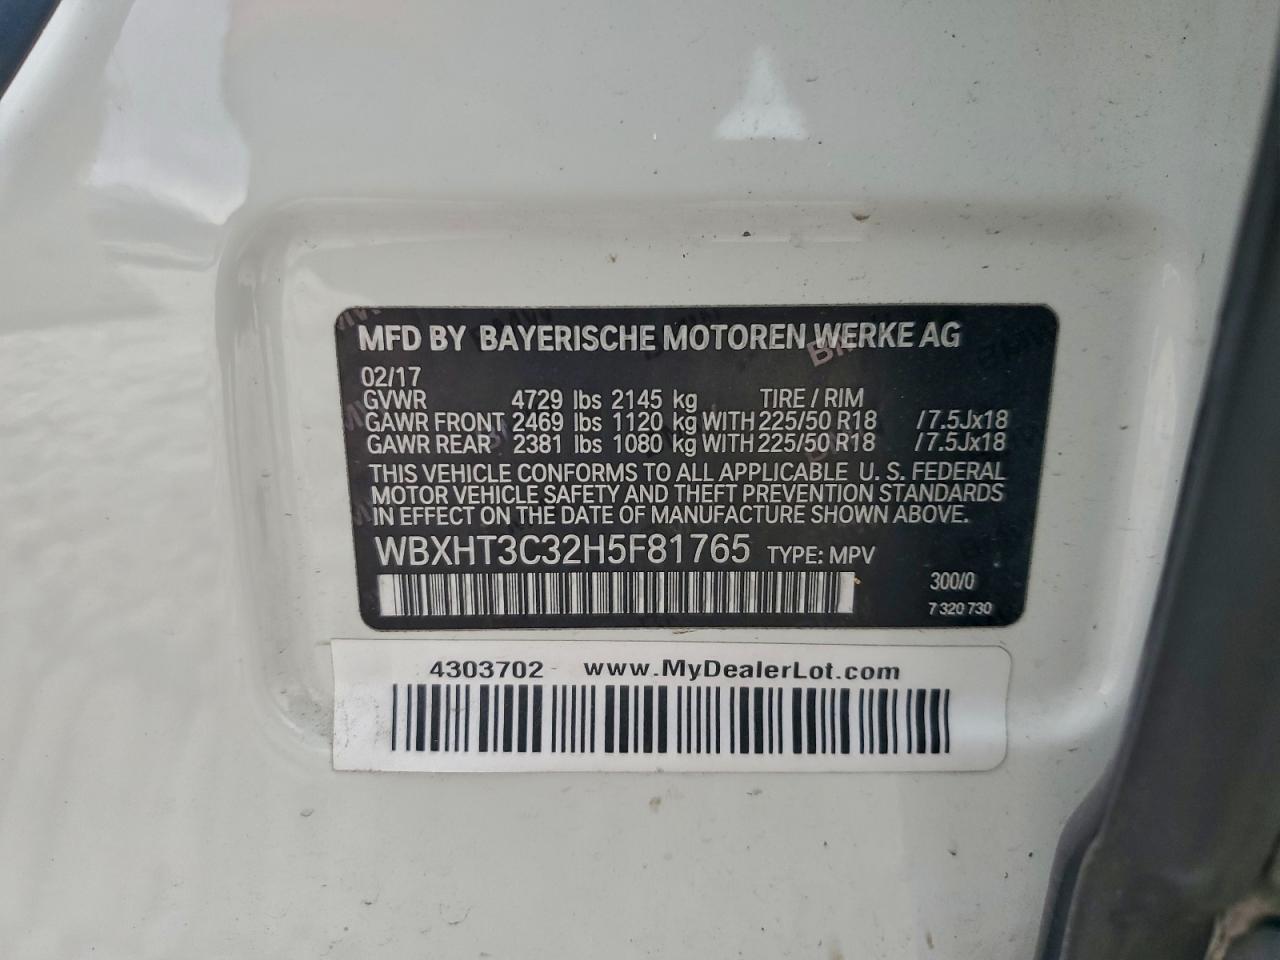 MFD BY BAYERISCHE MOTOREN WERKE AG
02/17
GVWR 4729 lbs 2145 kg TIRE / RIM
GAWR FRONT 2469 lbs 1120 kg WITH 225/50 R18 /7.5Jx18
GAWR REAR 2381 lbs 1080 kg WITH 225/50 R18 /7.5Jx18
THIS VEHICLE CONFORMS TO ALL APPLICABLE U.S. FEDERAL
MOTOR VEHICLE SAFETY AND THEFT PREVENTION STANDARDS
IN EFFECT ON THE DATE OF MANUFACTURE SHOWN ABOVE.
WBXHT3C32H5F81765 TYPE: MPV
300/0
7 320 730
4303702 www.MyDealerLot.com